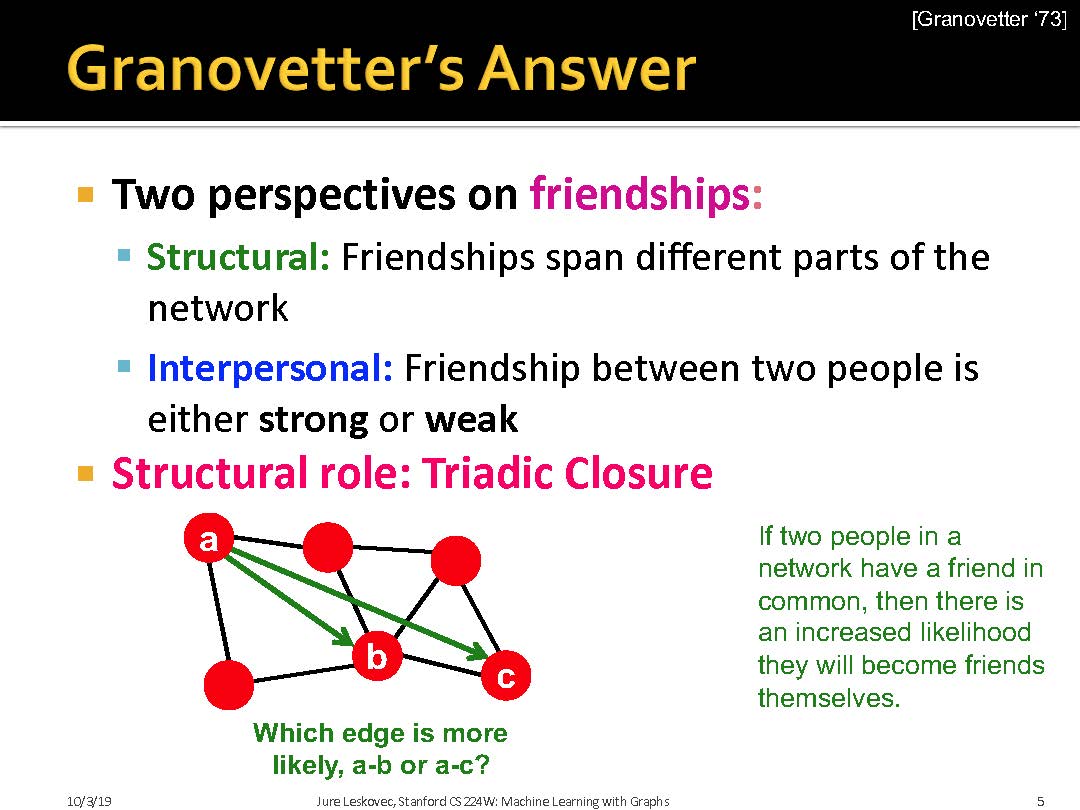 [Granovetter ‘73]
Granovetter’s Answer
Two perspectives on friendships:
Structural: Friendships span different parts of the
network
Interpersonal: Friendship between two people is
either strong or weak
Structural role: Triadic Closure
a
b
c
Which edge is more
likely, a-b or a-c?
If two people in a
network have a friend in
common, then there is
an increased likelihood
they will become friends
themselves.
10/3/19
Jure Leskovec, Stanford CS224W: Machine Learning with Graphs
5